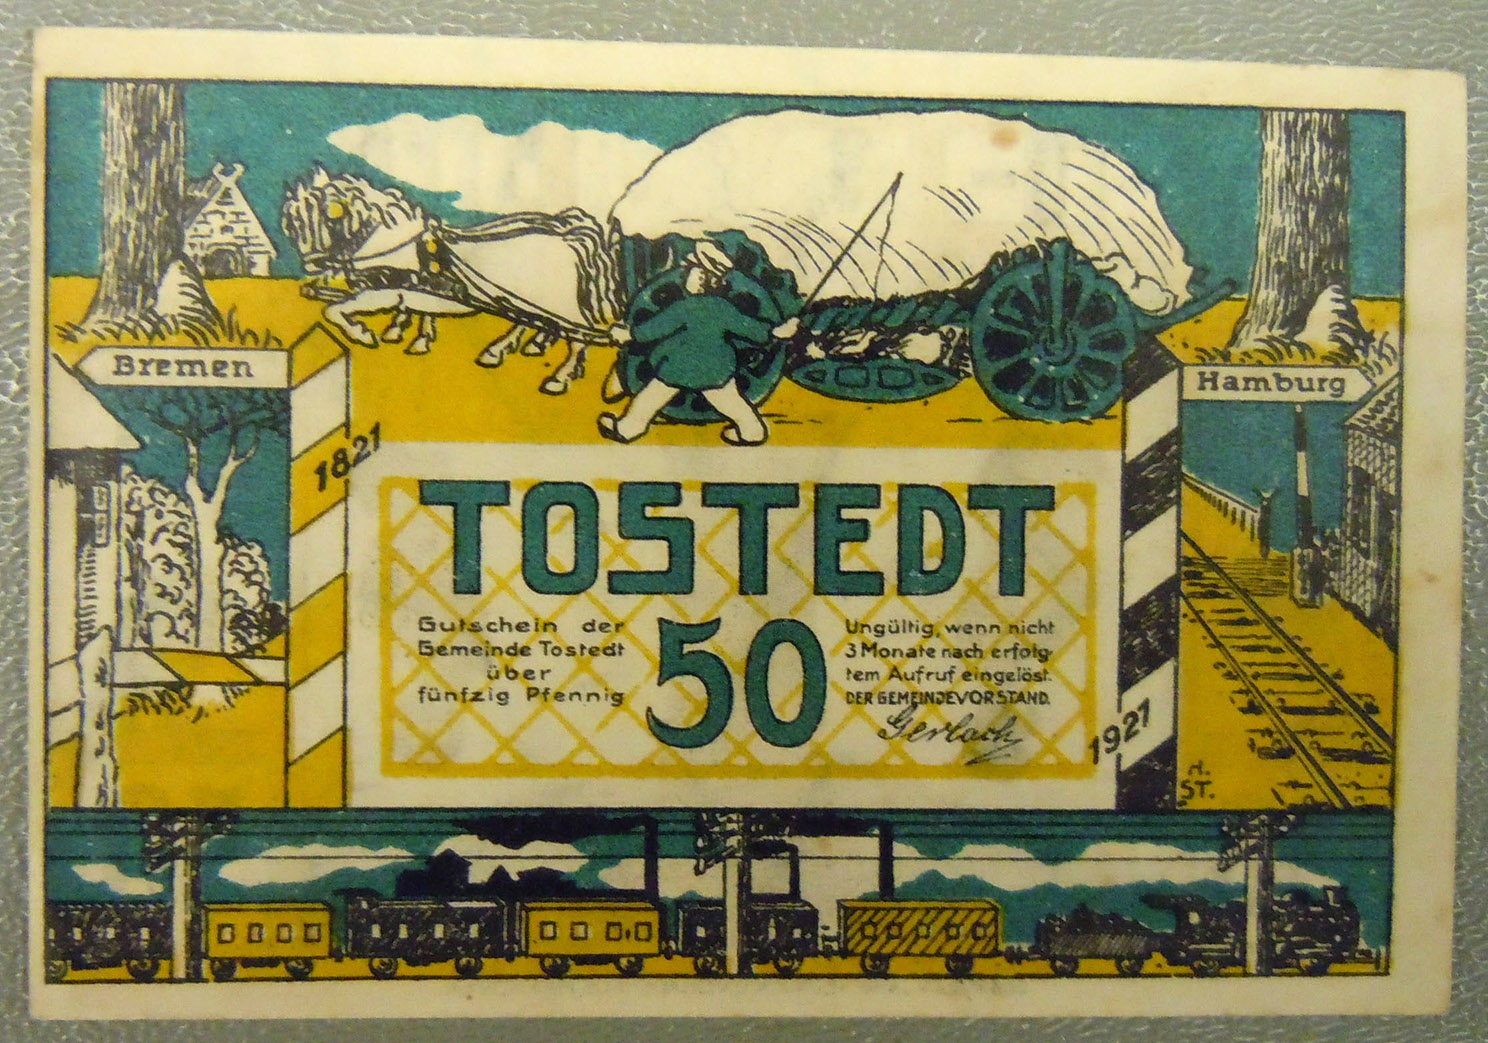 Bremen
Hamburg
1821
TOSTEDT
Gutschein der
Gemeinde Tostedt
über
fünfzig Pfennig
50
Ungültig, wenn nicht
3 Monate nach erfolg-
tem Aufruf eingelöst.
DER GEMEINDEVORSTAND.
Gerlach
1921
H.
ST.